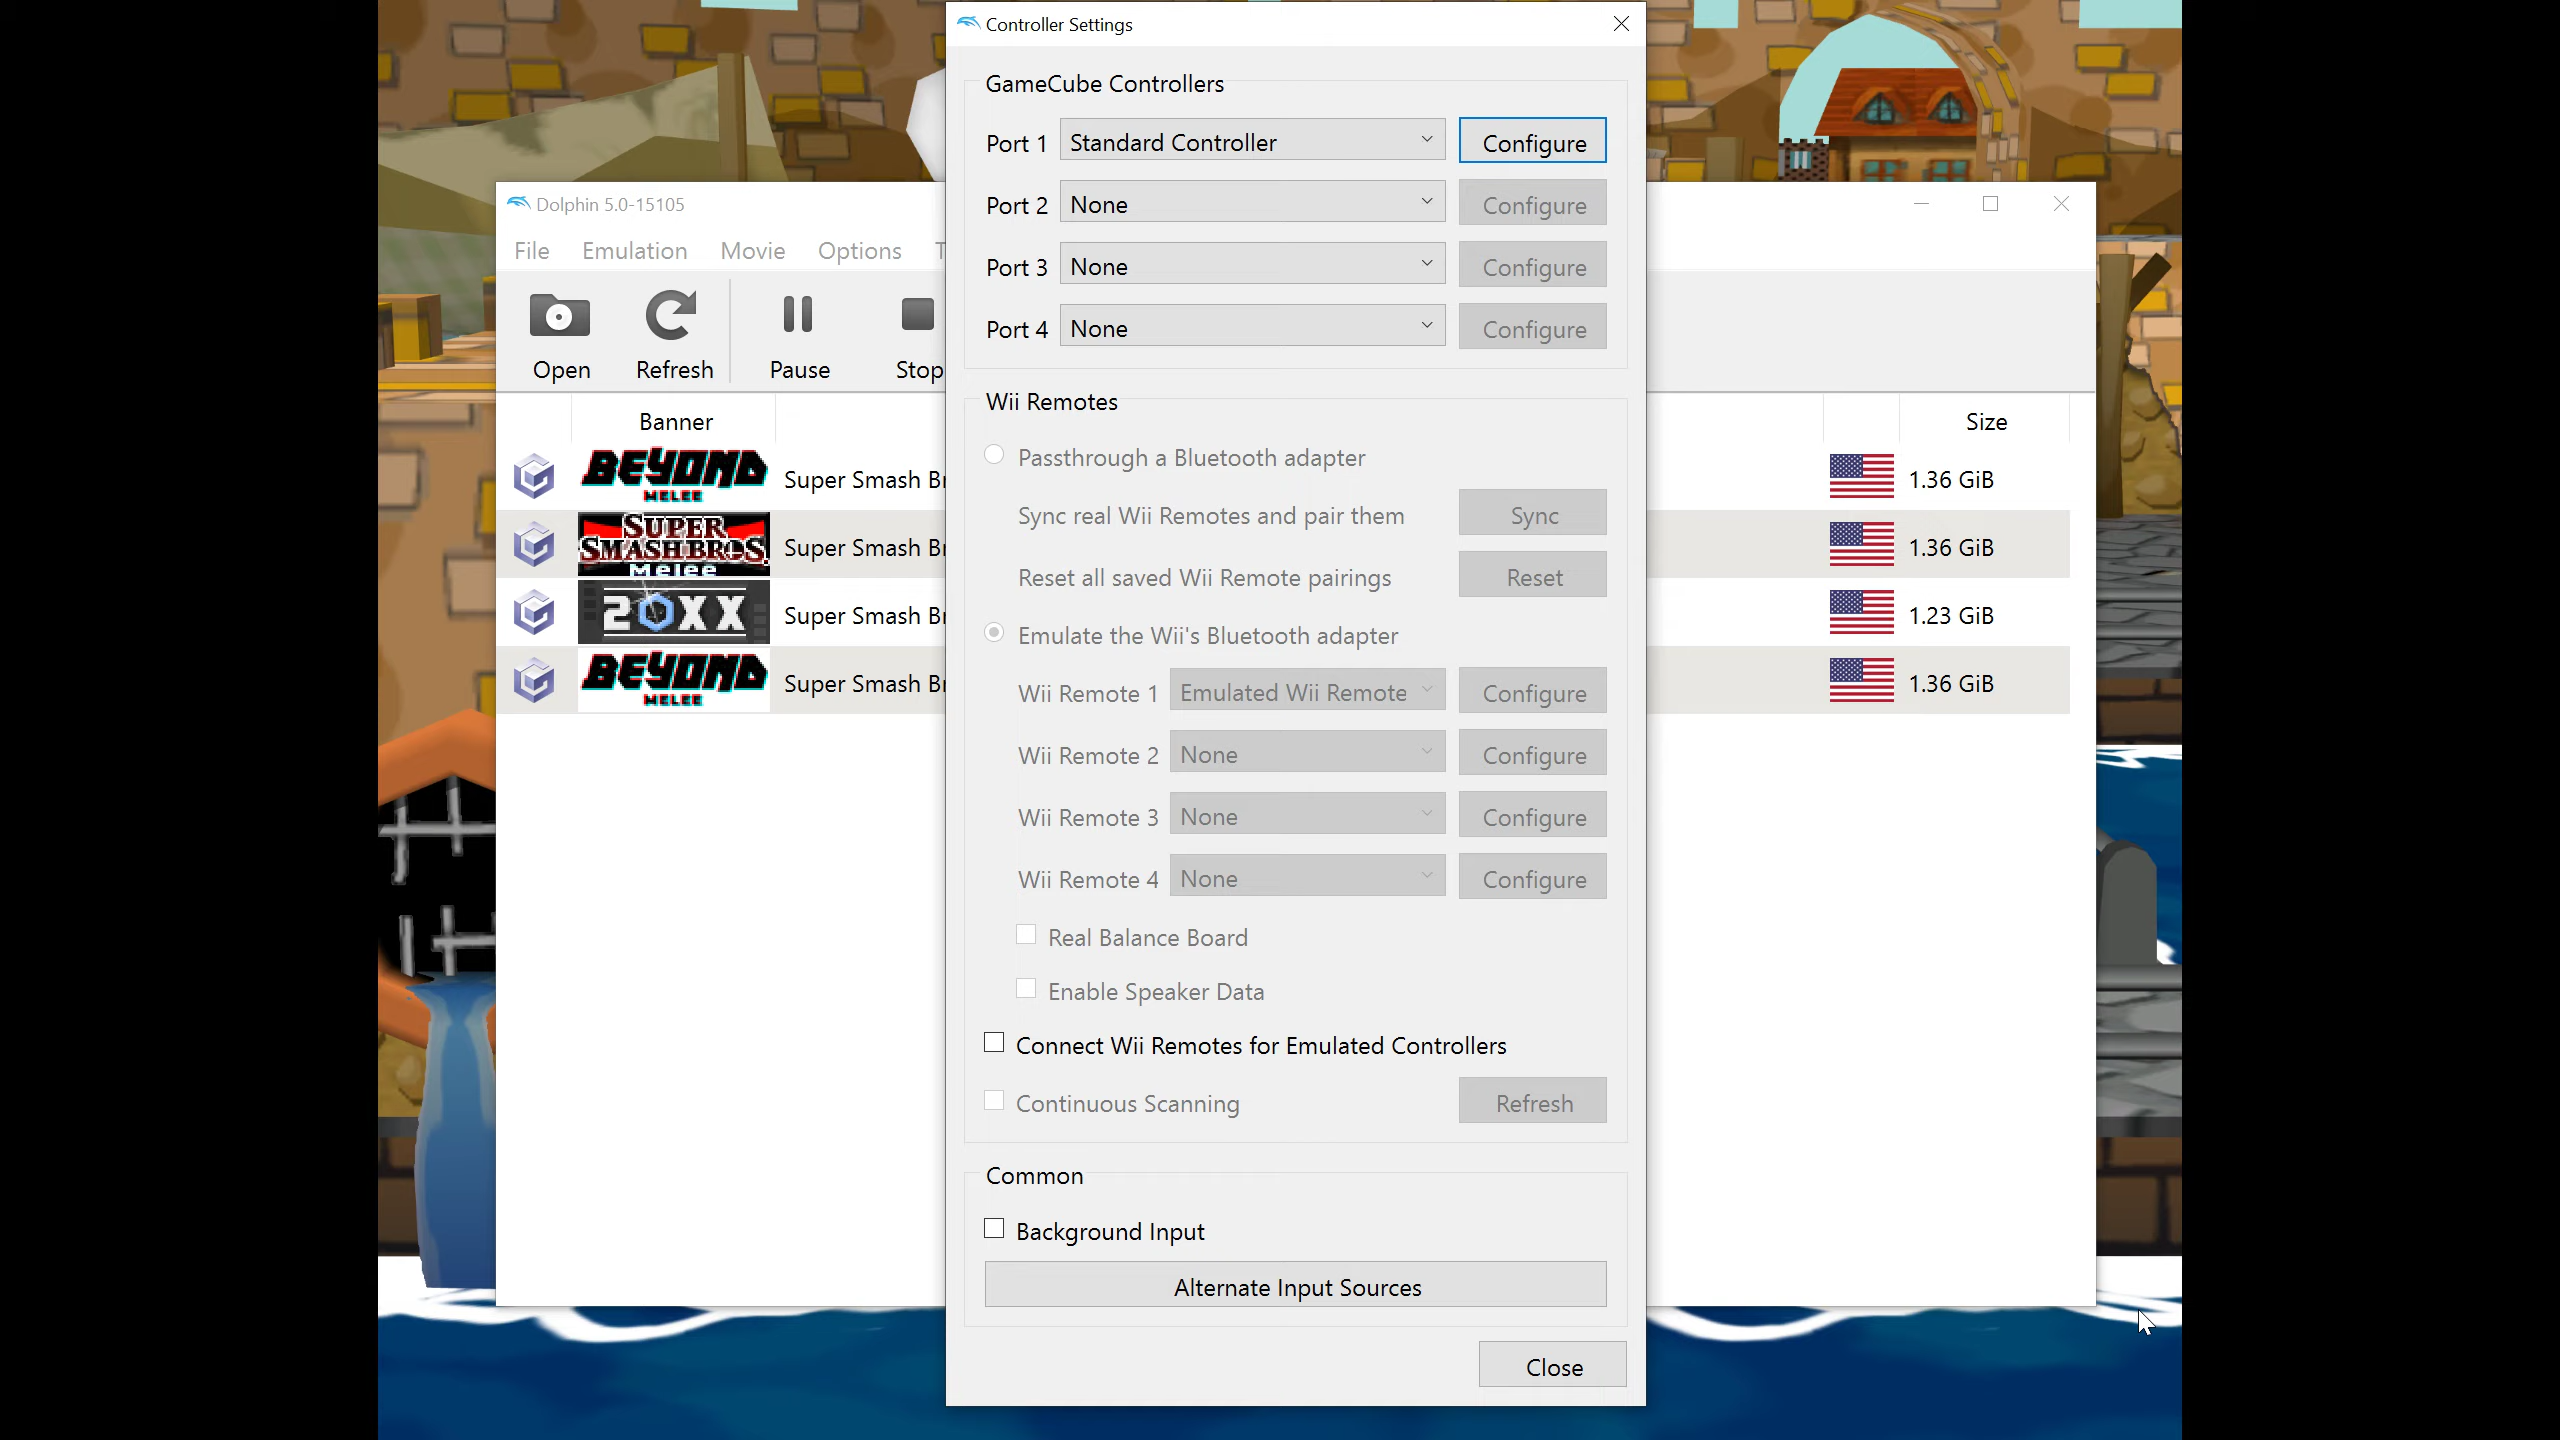 Controller Settings
GameCube Controllers
Port 1 Standard Controller Configure
Port 2 None Configure
Port 3 None Configure
Port 4 None Configure
Wii Remotes
Passthrough a Bluetooth adapter
Sync real Wii Remotes and pair them Sync
Reset all saved Wii Remote pairings Reset
Emulate the Wii's Bluetooth adapter
Wii Remote 1 Emulated Wii Remote Configure
Wii Remote 2 None Configure
Wii Remote 3 None Configure
Wii Remote 4 None Configure
Real Balance Board
Enable Speaker Data
Connect Wii Remotes for Emulated Controllers
Continuous Scanning Refresh
Common
Background Input
Alternate Input Sources
Close
Dolphin 5.0-15105
File Emulation Movie Options
Open Refresh Pause Stop
Banner Size
BEYOND
MELEE
Super Smash 1.36 GiB
SUPER
SMASH BROS.
Melee
Super Smash 1.36 GiB
20XX
Super Smash 1.23 GiB
BEYOND
MELEE
Super Smash 1.36 GiB